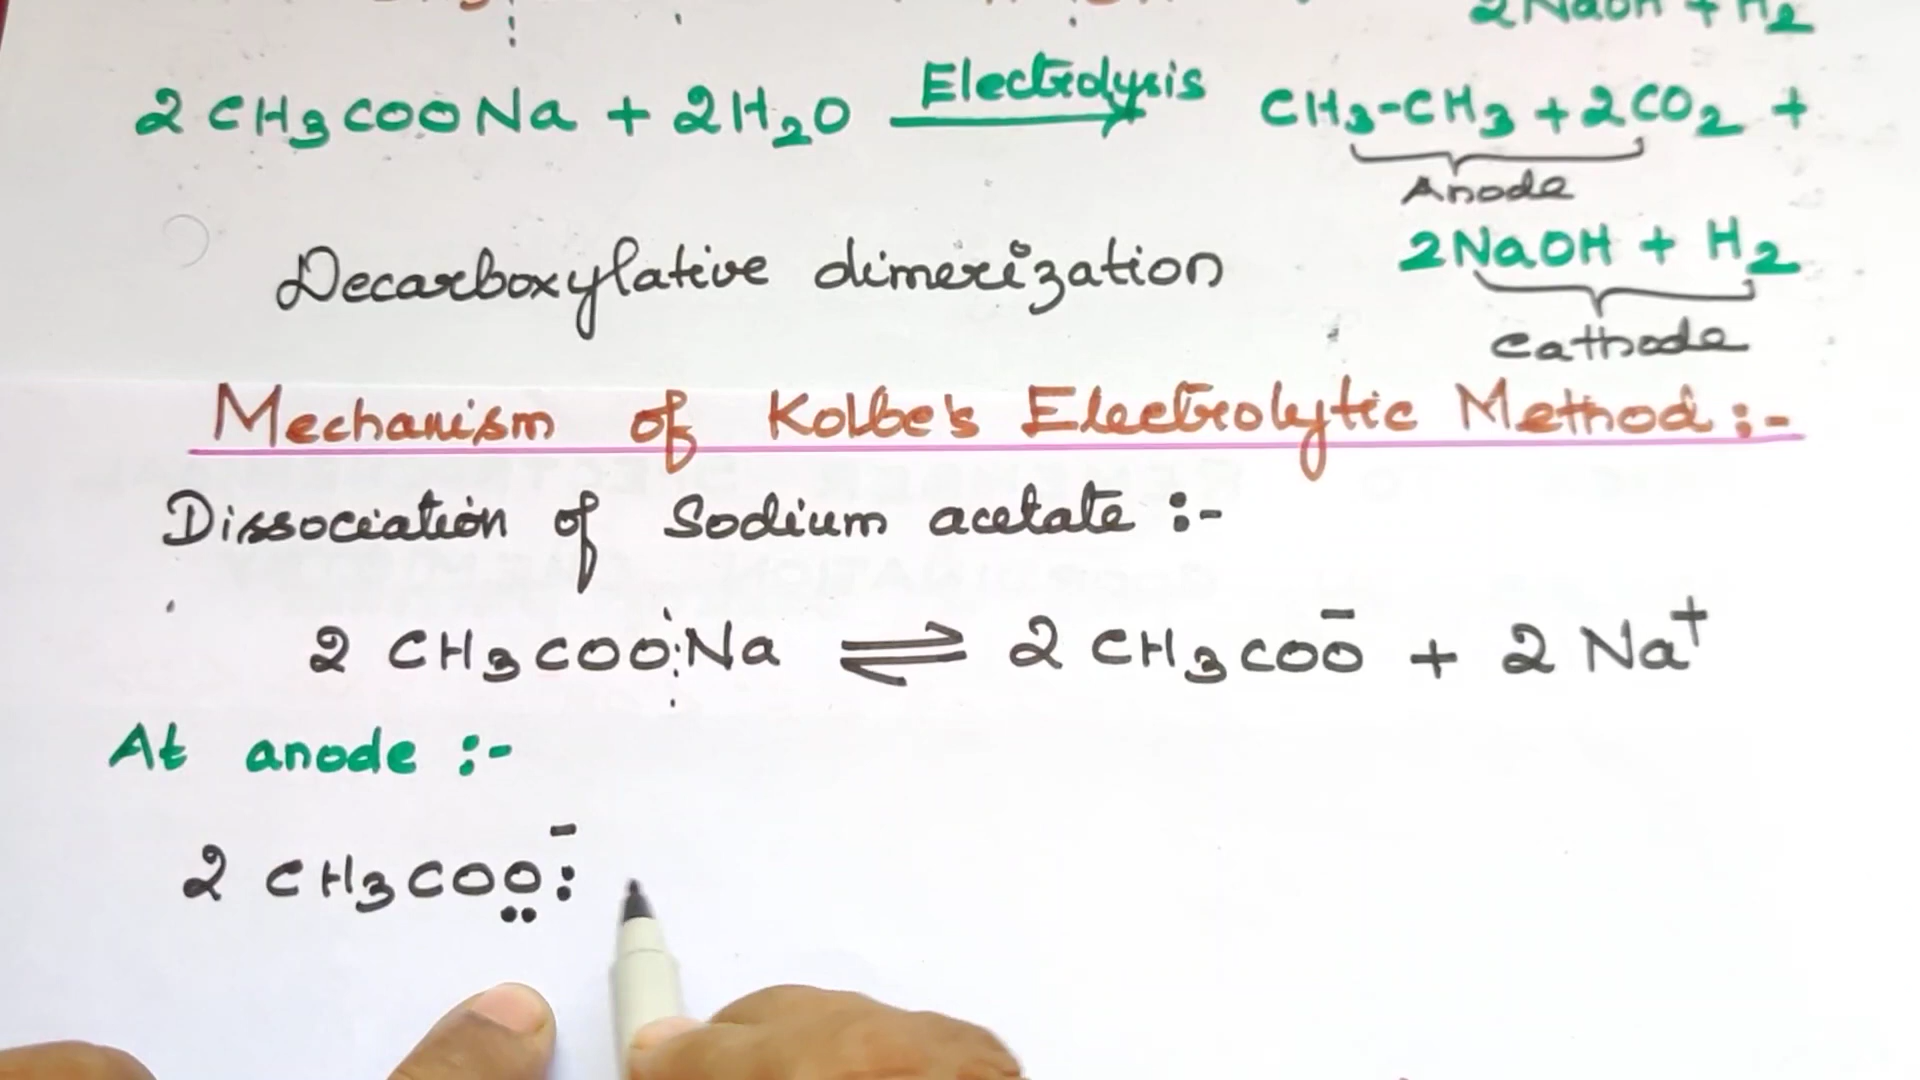 2NaOH + H2
2 CH3COONa + 2H2O Electrolysis → CH3-CH3 + 2CO2 +
Anode
Decarboxylative dimerization 2NaOH + H2
Cathode
Mechanism of Kolbe's Electrolytic Method :-
Dissociation of Sodium acetate :-
2 CH3COO⁝Na ⇌ 2 CH3COO⁻ + 2 Na⁺
At anode :-
2 CH3COO:⁻